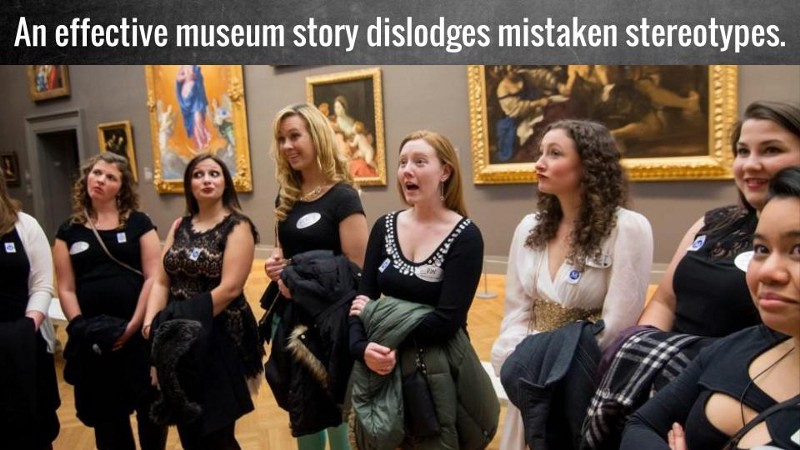 An effective museum story dislodges mistaken stereotypes.